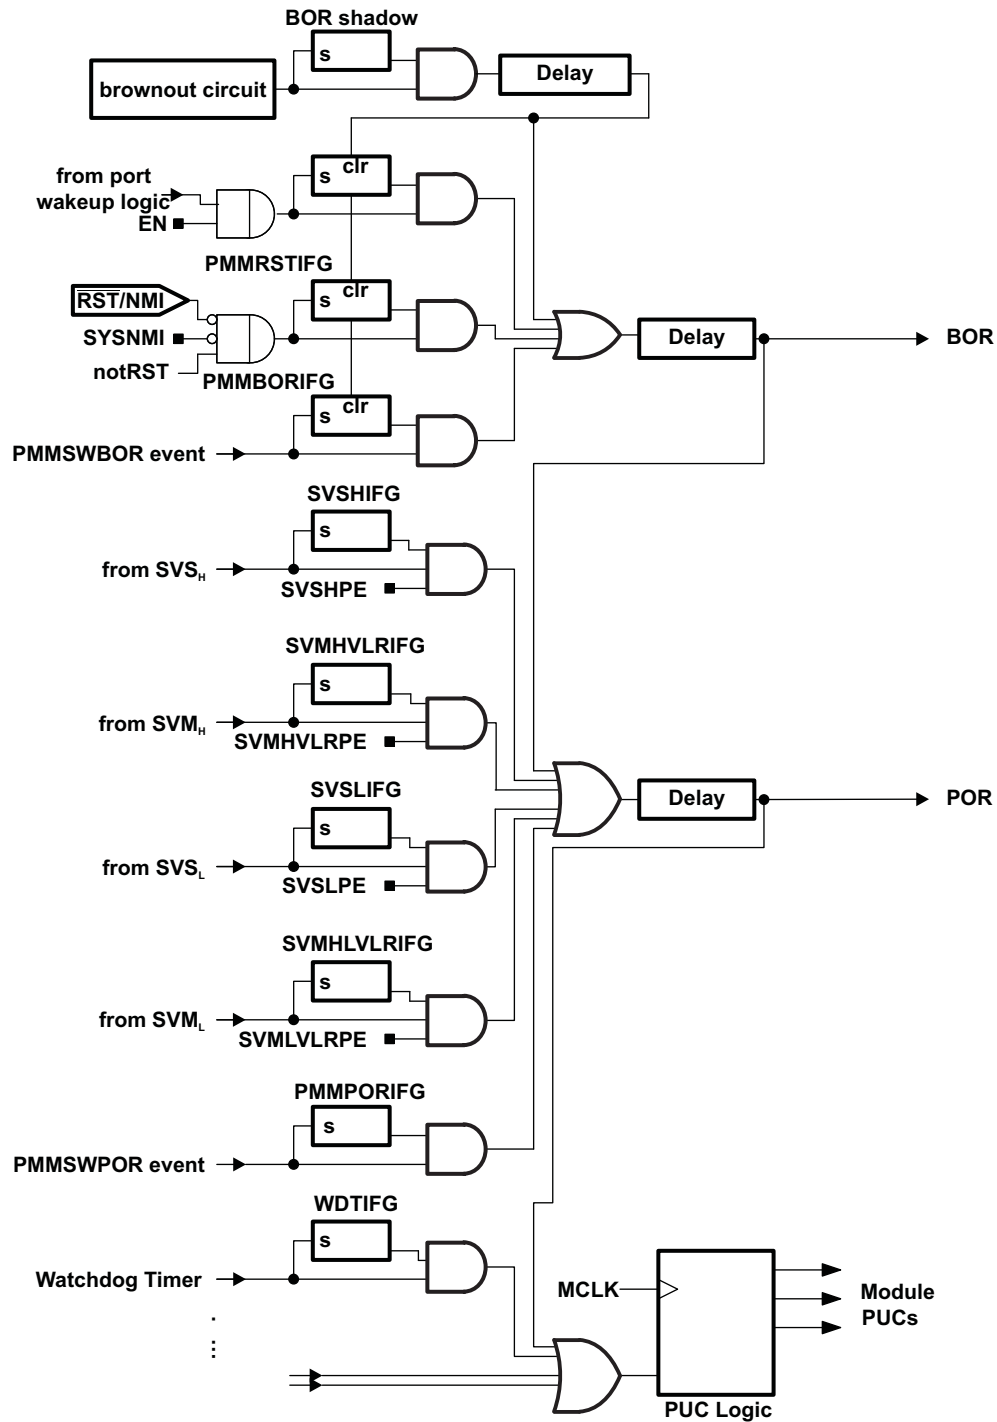 BOR shadow
s
brownout circuit
Delay
from port
wakeup logic
EN
s clr
PMMRSTIFG
RST/NMI
SYSNMI
notRST
s clr
Delay
BOR
PMMBORIFG
s clr
PMMSWBOR event
SVSHIFG
s
from SVSH
SVSHPE
SVMHVLRIFG
s
from SVMH
SVMHVLRPE
SVSLIFG
s
Delay
POR
from SVSL
SVSLPE
SVMHLVLRIFG
s
from SVML
SVMLVLRPE
PMMPORIFG
s
PMMSWPOR event
WDTIFG
s
Watchdog Timer
MCLK
Module
PUCs
PUC Logic